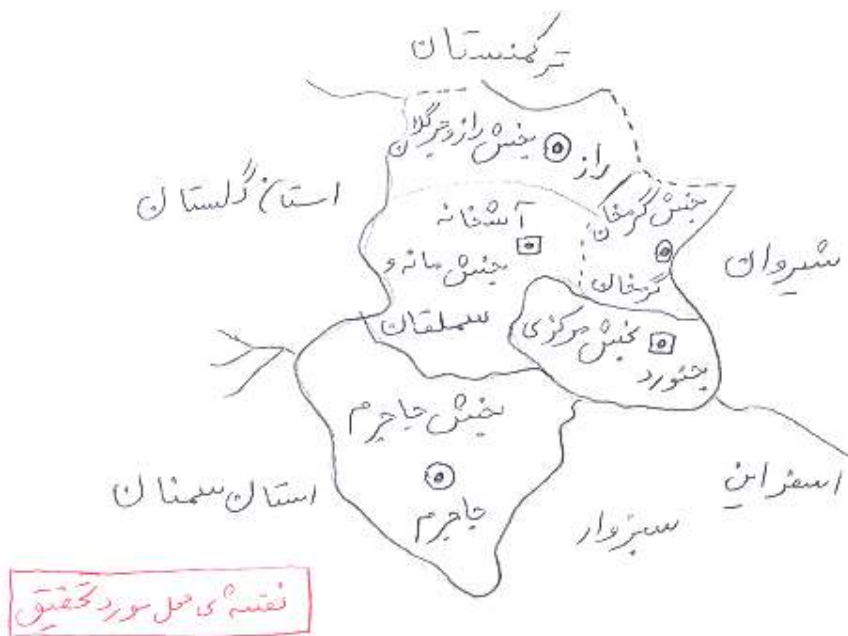 ترکمنستان
بخش راز و جرگلان
راز
استان گلستان
بخش گرمخان
آشخانه
شیروان
بخش مانه و
گرمخان
سملقان
بخش مرکزی
بجنورد
بخش جاجرم
اسفراین
استان سمنان
جاجرم
سبزوار
نقشه ی محل مورد تحقیق